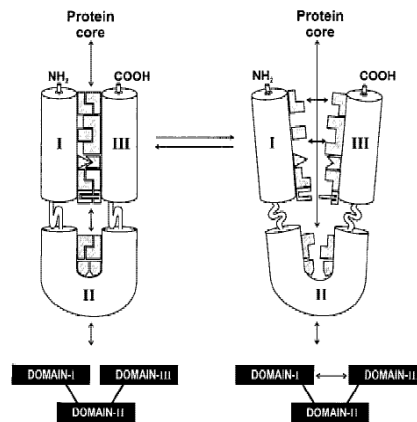 Protein
core
NH2
COOH
I
III
II
DOMAIN-I
DOMAIN-III
DOMAIN-II
Protein
core
NH2
COOH
I
III
II
DOMAIN-I
DOMAIN-II
DOMAIN-II